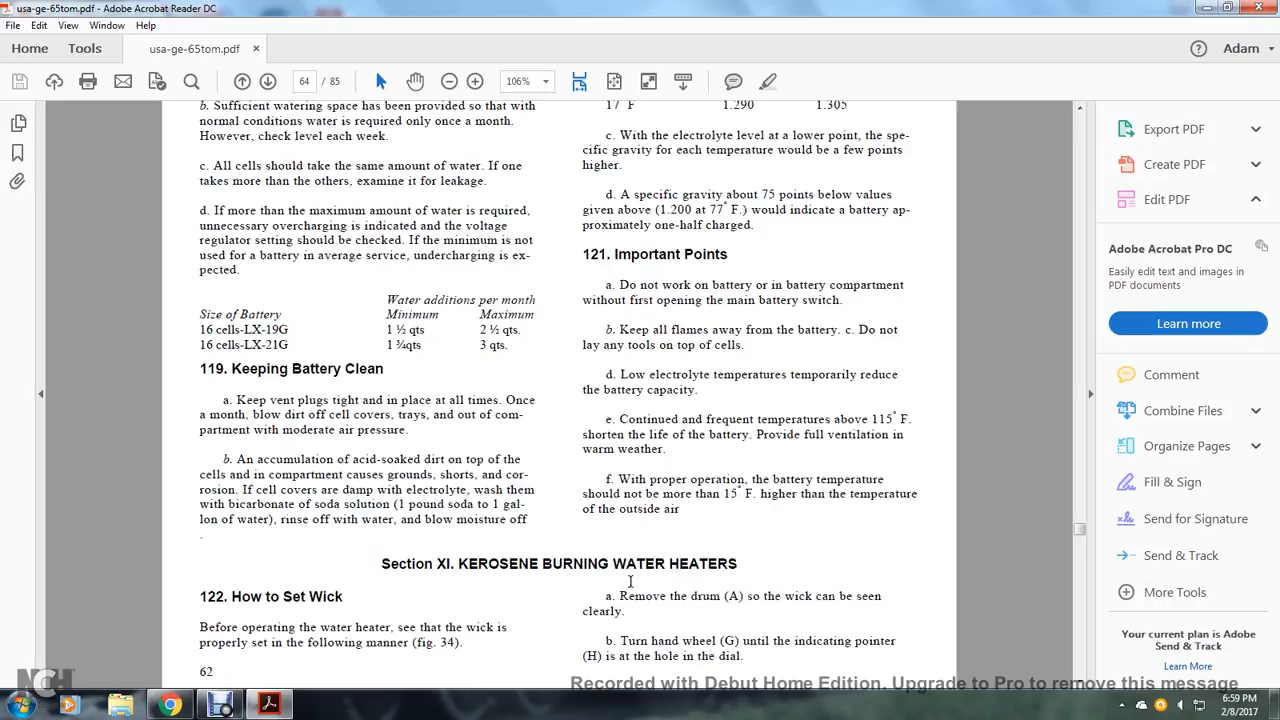 usa-ge-65tom.pdf - Adobe Acrobat Reader DC
File Edit View Window Help
Home Tools usa-ge-65tom.pdf × Adam
64 / 85 106%
b. Sufficient watering space has been provided so that with
normal conditions water is required only once a month.
However, check level each week.
c. All cells should take the same amount of water. If one
takes more than the others, examine it for leakage.
d. If more than the maximum amount of water is required,
unnecessary overcharging is indicated and the voltage
regulator setting should be checked. If the minimum is not
used for a battery in average service, undercharging is ex-
pected.
Water additions per month
Size of Battery Minimum Maximum
16 cells-LX-19G 1 ½ qts 2 ½ qts.
16 cells-LX-21G 1 ¾qts 3 qts.
119. Keeping Battery Clean
a. Keep vent plugs tight and in place at all times. Once
a month, blow dirt off cell covers, trays, and out of com-
partment with moderate air pressure.
b. An accumulation of acid-soaked dirt on top of the
cells and in compartment causes grounds, shorts, and cor-
rosion. If cell covers are damp with electrolyte, wash them
with bicarbonate of soda solution (1 pound soda to 1 gal-
lon of water), rinse off with water, and blow moisture off
.
17 F 1.290 1.305
c. With the electrolyte level at a lower point, the spe-
cific gravity for each temperature would be a few points
higher.
d. A specific gravity about 75 points below values
given above (1.200 at 77° F.) would indicate a battery ap-
proximately one-half charged.
121. Important Points
a. Do not work on battery or in battery compartment
without first opening the main battery switch.
b. Keep all flames away from the battery. c. Do not
lay any tools on top of cells.
d. Low electrolyte temperatures temporarily reduce
the battery capacity.
e. Continued and frequent temperatures above 115° F.
shorten the life of the battery. Provide full ventilation in
warm weather.
f. With proper operation, the battery temperature
should not be more than 15° F. higher than the temperature
of the outside air
Section XI. KEROSENE BURNING WATER HEATERS
122. How to Set Wick
Before operating the water heater, see that the wick is
properly set in the following manner (fig. 34).
62
a. Remove the drum (A) so the wick can be seen
clearly.
b. Turn hand wheel (G) until the indicating pointer
(H) is at the hole in the dial.
Export PDF
Create PDF
Edit PDF
Adobe Acrobat Pro DC
Easily edit text and images in
PDF documents
Learn more
Comment
Combine Files
Organize Pages
Fill & Sign
Send for Signature
Send & Track
More Tools
Your current plan is Adobe
Send & Track
Learn More
NCH
Recorded with Debut Home Edition. Upgrade to Pro to remove this message
6:59 PM
2/8/2017